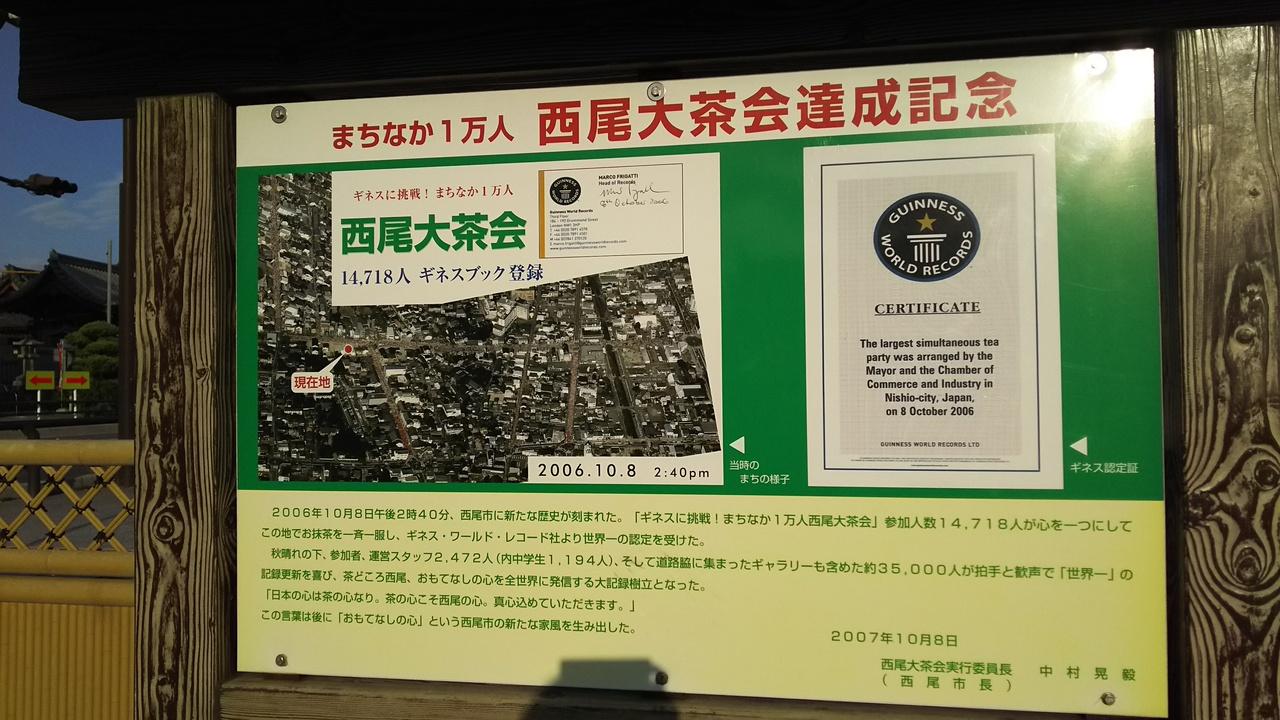 まちなか1万人 西尾大茶会達成記念
ギネスに挑戦！まちなか1万人
西尾大茶会
14,718人 ギネスブック登録
MARCO FRIGATTI
Head of Records
8th October 2006
Guinness World Records
Third Floor
www.guinnessworldrecords.com
現在地
2006.10.8 2:40pm
当時の
まちの様子
GUINNESS
WORLD RECORDS
CERTIFICATE
The largest simultaneous tea
party was arranged by the
Mayor and the Chamber of
Commerce and Industry in
Nishio-city, Japan,
on 8 October 2006
GUINNESS WORLD RECORDS LTD
ギネス認定証
2006年10月8日午後2時40分、西尾市に新たな歴史が刻まれた。「ギネスに挑戦！まちなか1万人西尾大茶会」参加人数14,718人が心を一つにして
この地でお抹茶を一斉一服し、ギネス・ワールド・レコード社より世界一の認定を受けた。
秋晴れの下、参加者、運営スタッフ2,472人（内中学生1,194人）、そして道路脇に集まったギャラリーも含めた約35,000人が拍手と歓声で「世界一」の
記録更新を喜び、茶どころ西尾、おもてなしの心を全世界に発信する大記録樹立となった。
「日本の心は茶の心なり。茶の心こそ西尾の心。真心込めていただきます。」
この言葉は後に「おもてなしの心」という西尾市の新たな家風を生み出した。
2007年10月8日
西尾大茶会実行委員長 中村晃毅
（西尾市長）